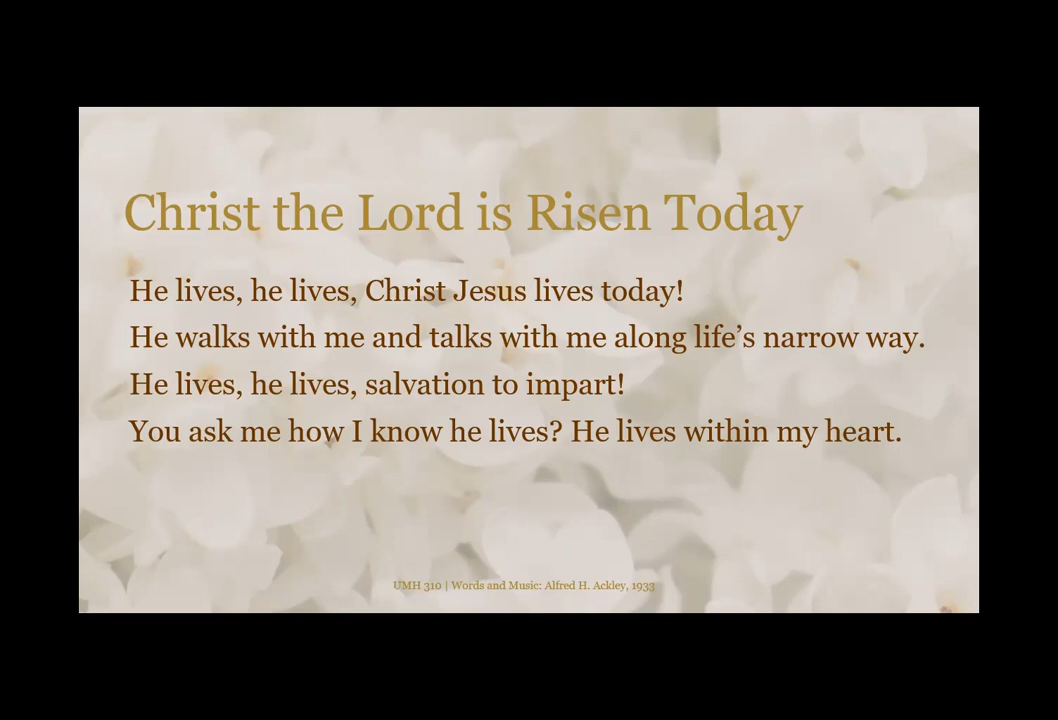 Christ the Lord is Risen Today
He lives, he lives, Christ Jesus lives today!
He walks with me and talks with me along life’s narrow way.
He lives, he lives, salvation to impart!
You ask me how I know he lives? He lives within my heart.
UMH 310 | Words and Music: Alfred H. Ackley, 1933